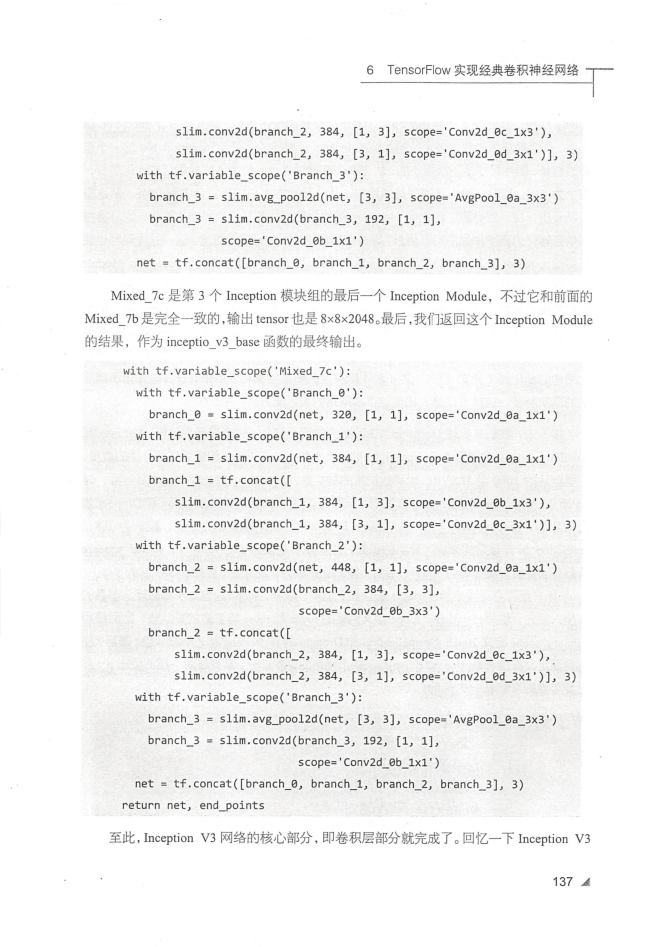 6 TensorFlow 实现经典卷积神经网络
slim.conv2d(branch_2, 384, [1, 3], scope='Conv2d_0c_1x3'),
slim.conv2d(branch_2, 384, [3, 1], scope='Conv2d_0d_3x1')], 3)
with tf.variable_scope('Branch_3'):
branch_3 = slim.avg_pool2d(net, [3, 3], scope='AvgPool_0a_3x3')
branch_3 = slim.conv2d(branch_3, 192, [1, 1],
scope='Conv2d_0b_1x1')
net = tf.concat([branch_0, branch_1, branch_2, branch_3], 3)
Mixed_7c 是第 3 个 Inception 模块组的最后一个 Inception Module，不过它和前面的
Mixed_7b 是完全一致的，输出 tensor 也是 8×8×2048。最后，我们返回这个 Inception Module
的结果，作为 inceptio_v3_base 函数的最终输出。
with tf.variable_scope('Mixed_7c'):
with tf.variable_scope('Branch_0'):
branch_0 = slim.conv2d(net, 320, [1, 1], scope='Conv2d_0a_1x1')
with tf.variable_scope('Branch_1'):
branch_1 = slim.conv2d(net, 384, [1, 1], scope='Conv2d_0a_1x1')
branch_1 = tf.concat([
slim.conv2d(branch_1, 384, [1, 3], scope='Conv2d_0b_1x3'),
slim.conv2d(branch_1, 384, [3, 1], scope='Conv2d_0c_3x1')], 3)
with tf.variable_scope('Branch_2'):
branch_2 = slim.conv2d(net, 448, [1, 1], scope='Conv2d_0a_1x1')
branch_2 = slim.conv2d(branch_2, 384, [3, 3],
scope='Conv2d_0b_3x3')
branch_2 = tf.concat([
slim.conv2d(branch_2, 384, [1, 3], scope='Conv2d_0c_1x3'),
slim.conv2d(branch_2, 384, [3, 1], scope='Conv2d_0d_3x1')], 3)
with tf.variable_scope('Branch_3'):
branch_3 = slim.avg_pool2d(net, [3, 3], scope='AvgPool_0a_3x3')
branch_3 = slim.conv2d(branch_3, 192, [1, 1],
scope='Conv2d_0b_1x1')
net = tf.concat([branch_0, branch_1, branch_2, branch_3], 3)
return net, end_points
至此，Inception V3 网络的核心部分，即卷积层部分就完成了。回忆一下 Inception V3
137